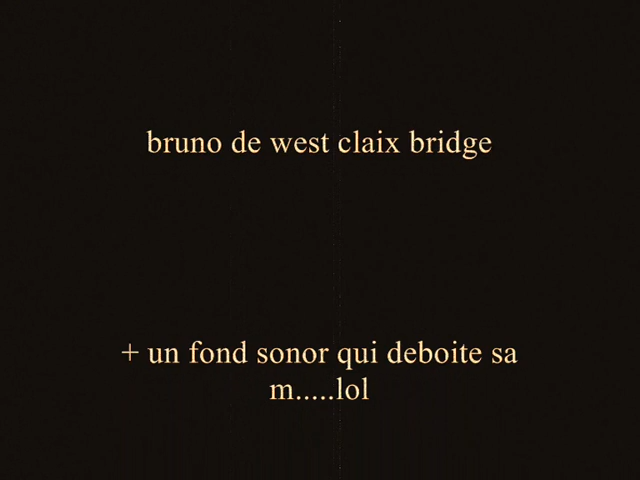 bruno de west claix bridge
+ un fond sonor qui deboite sa
m.....lol